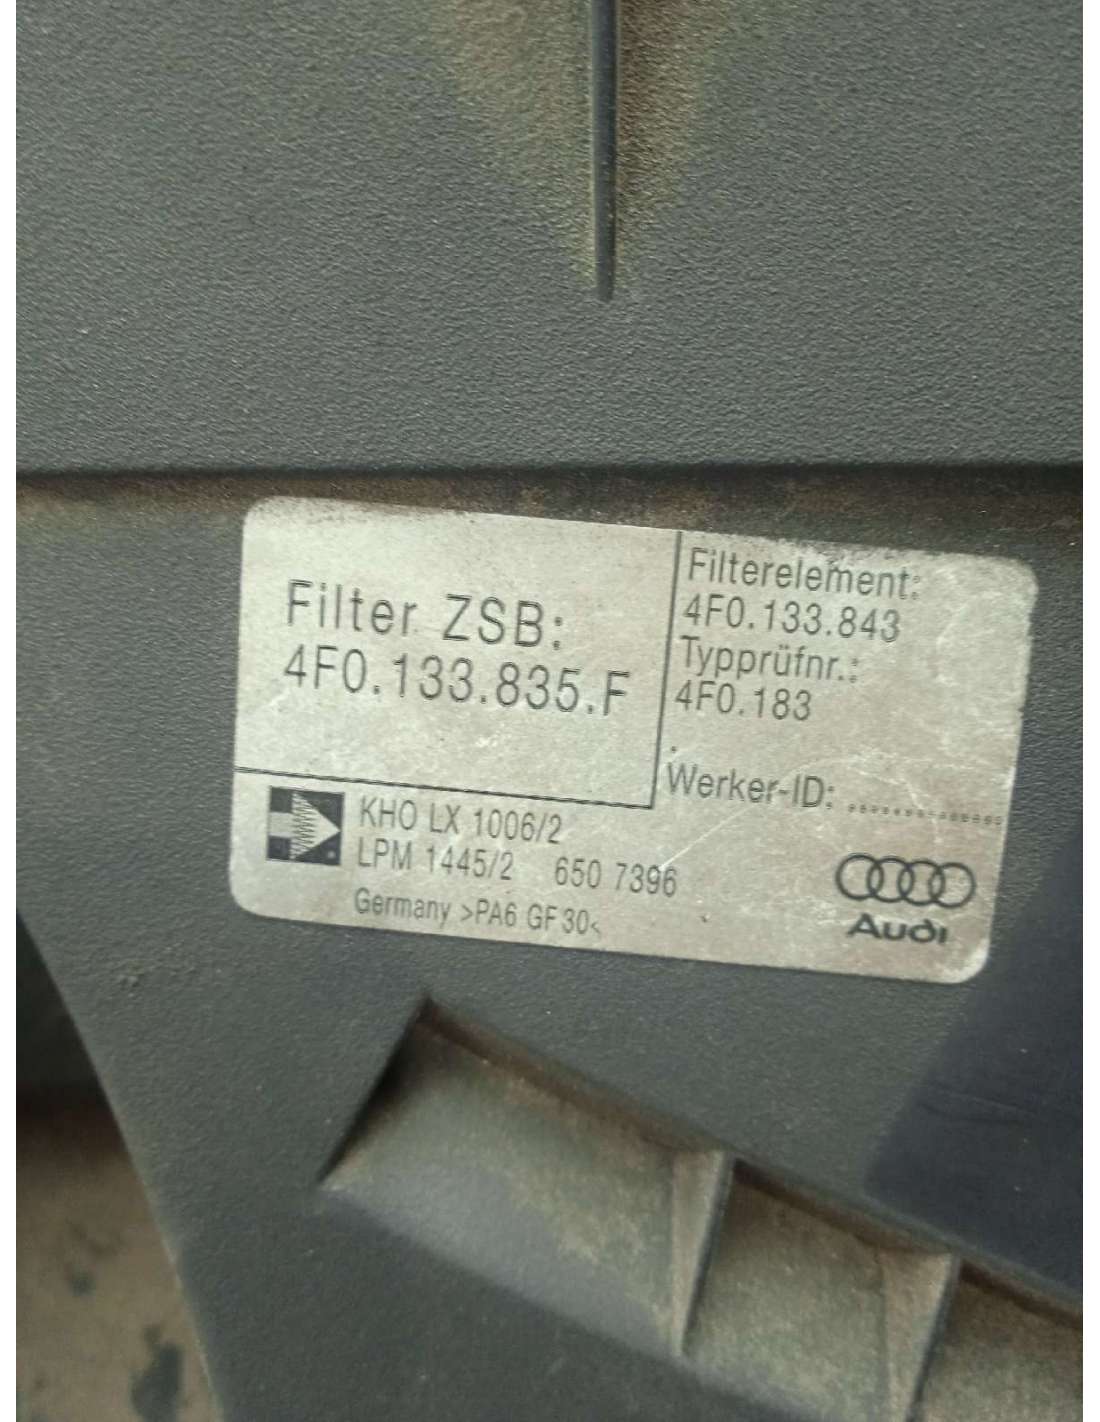 Filter ZSB:
4F0.133.835.F
Filterelement:
4F0.133.843
Typprüfnr.:
4F0.183
Werker-ID: ..............
KHO LX 1006/2
LPM 1445/2 650 7396
Germany >PA6 GF30<
Audi